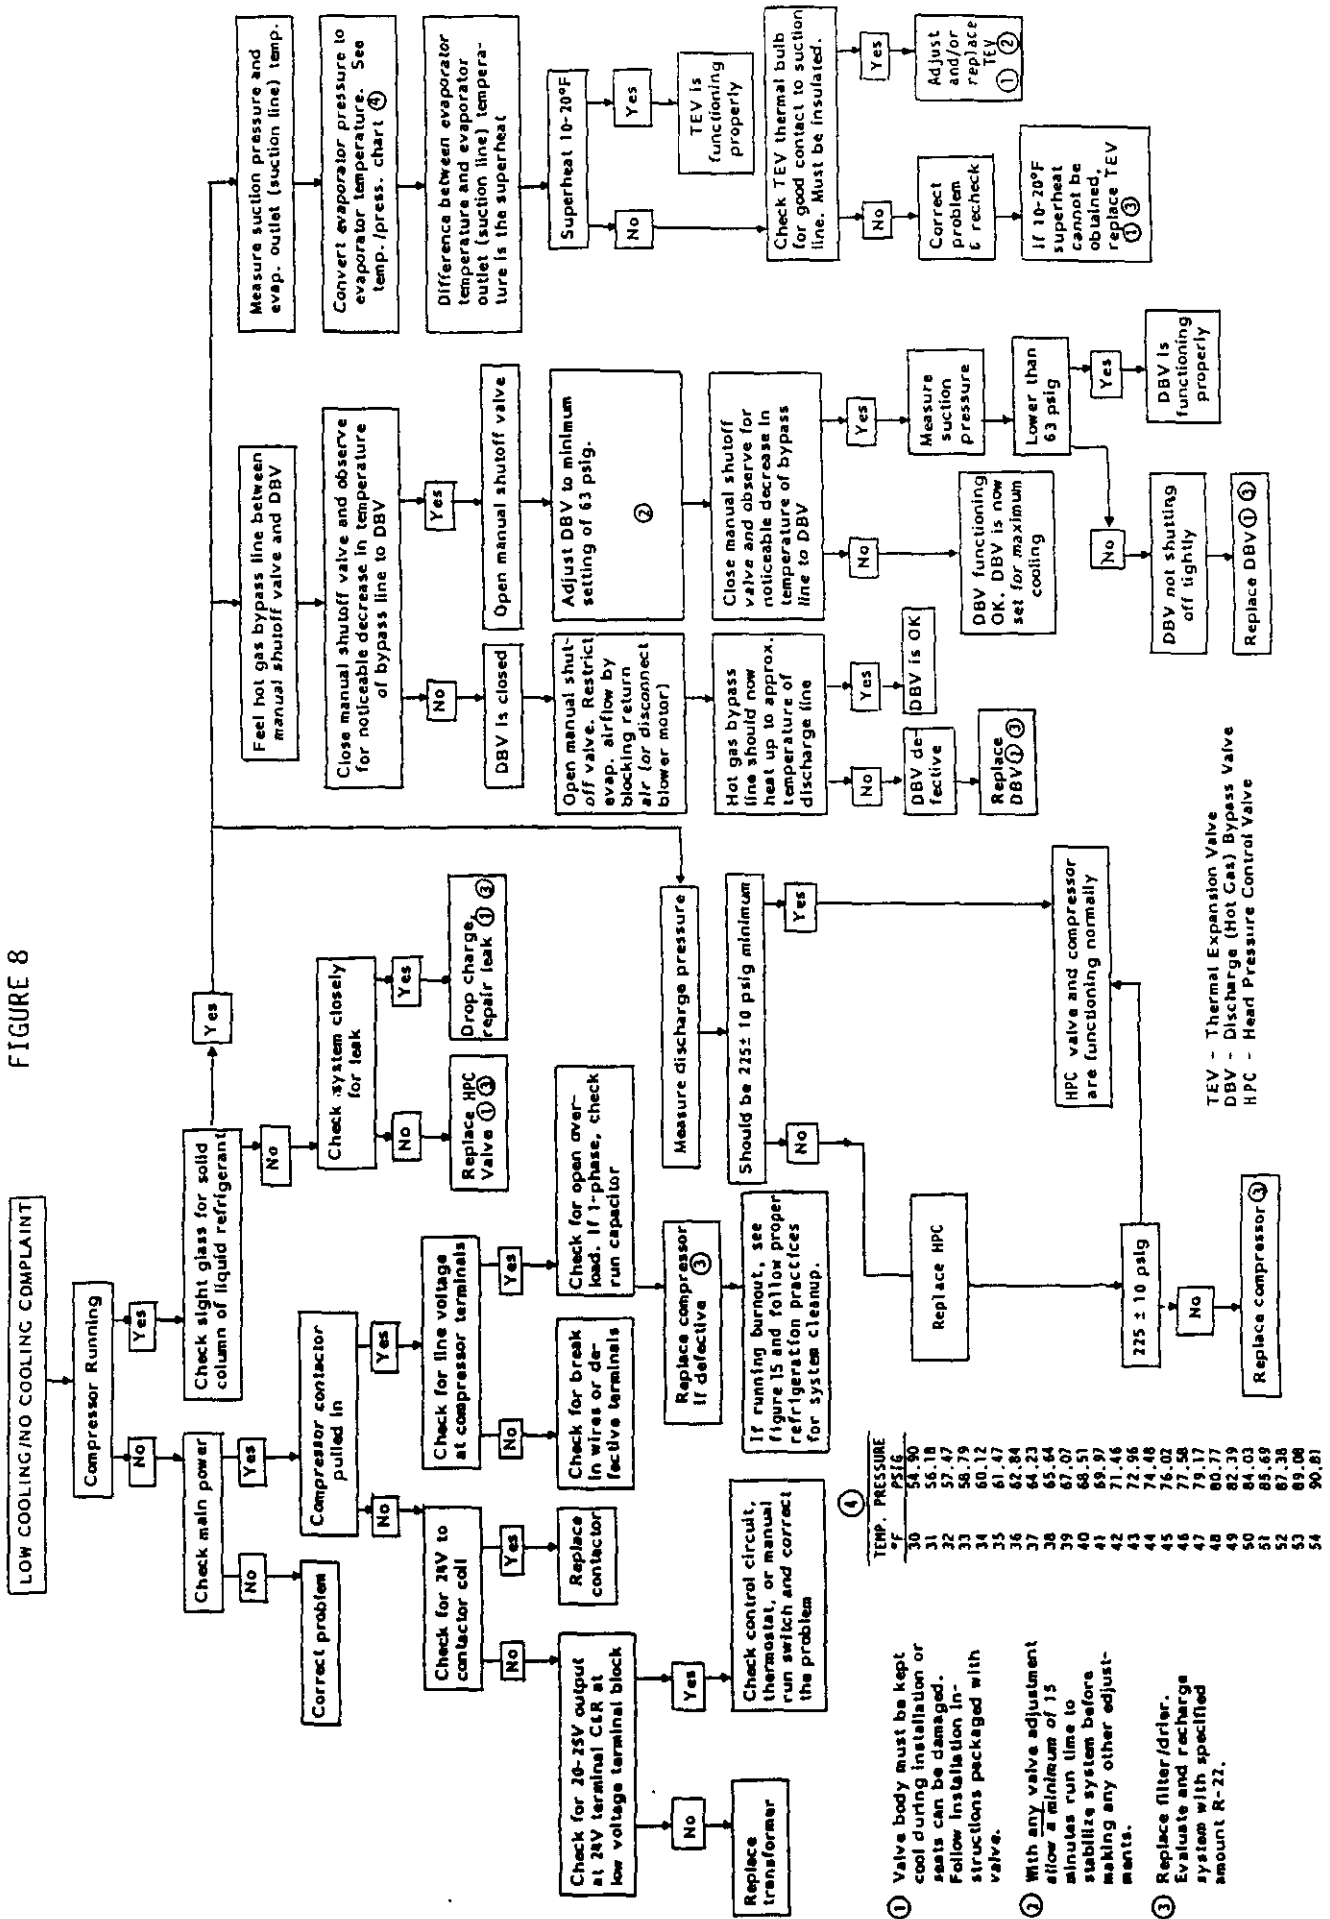 FIGURE 8
LOW COOLING/NO COOLING COMPLAINT
Compressor Running
No
Yes
Check main power
No
Yes
Correct problem
Compressor contactor
pulled in
No
Yes
Check for 24V to
contactor coil
No
Yes
Replace
contactor
Check for 20-25V output
at 24V terminal C&R at
low voltage terminal block
No
Yes
Replace
transformer
Check control circuit,
thermostat, or manual
run switch and correct
the problem
Check for line voltage
at compressor terminals
No
Yes
Check for break
in wires or de-
fective terminals
Check for open over-
load. If 1-phase, check
run capacitor
Replace compressor
if defective ③
If running burnout, see
figure 15 and follow proper
refrigeration practices
for system cleanup.
Check sight glass for solid
column of liquid refrigerant
No
Yes
Check system closely
for leak
No
Yes
Replace HPC
Valve ① ③
Drop charge,
repair leak ① ③
Measure discharge pressure
Should be 225± 10 psig minimum
No
Yes
Replace HPC
225 ± 10 psig
No
Replace compressor ③
HPC valve and compressor
are functioning normally
Feel hot gas bypass line between
manual shutoff valve and DBV
Close manual shutoff valve and observe
for noticeable decrease in temperature
of bypass line to DBV
No
Yes
DBV is closed
Open manual shut-
off valve. Restrict
evap. airflow by
blocking return
air (or disconnect
blower motor)
Hot gas bypass
line should now
heat up to approx.
temperature of
discharge line
No
Yes
DBV de-
fective
DBV is OK
Replace
DBV ① ③
Open manual shutoff valve
Adjust DBV to minimum
setting of 63 psig.
②
Close manual shutoff
valve and observe for
noticeable decrease in
temperature of bypass
line to DBV
No
Yes
DBV functioning
OK. DBV is now
set for maximum
cooling
Measure
suction
pressure
Lower than
63 psig
No
Yes
DBV not shutting
off tightly
Replace DBV ① ③
DBV is
functioning
properly
Measure suction pressure and
evap. outlet (suction line) temp.
Convert evaporator pressure to
evaporator temperature. See
temp./press. chart ④
Difference between evaporator
temperature and evaporator
outlet (suction line) tempera-
ture is the superheat
Superheat 10-20°F
No
Yes
TEV is
functioning
properly
Check TEV thermal bulb
for good contact to suction
line. Must be insulated.
No
Yes
Correct
problem
& recheck
Adjust
and/or
replace
TEV
① ②
If 10-20°F
superheat
cannot be
obtained,
replace TEV
① ③
TEV - Thermal Expansion Valve
DBV - Discharge (Hot Gas) Bypass Valve
HPC - Head Pressure Control Valve
① Valve body must be kept
cool during installation or
seats can be damaged.
Follow installation in-
structions packaged with
valve.
② With any valve adjustment
allow a minimum of 15
minutes run time to
stabilize system before
making any other adjust-
ments.
③ Replace filter/drier.
Evaluate and recharge
system with specified
amount R-22.
④
TEMP. PRESSURE
°F PSIG
30 54.90
31 56.18
32 57.47
33 58.79
34 60.12
35 61.47
36 62.84
37 64.23
38 65.64
39 67.07
40 68.51
41 69.97
42 71.46
43 72.96
44 74.48
45 76.02
46 77.58
47 79.17
48 80.77
49 82.39
50 84.03
51 85.69
52 87.38
53 89.08
54 90.81